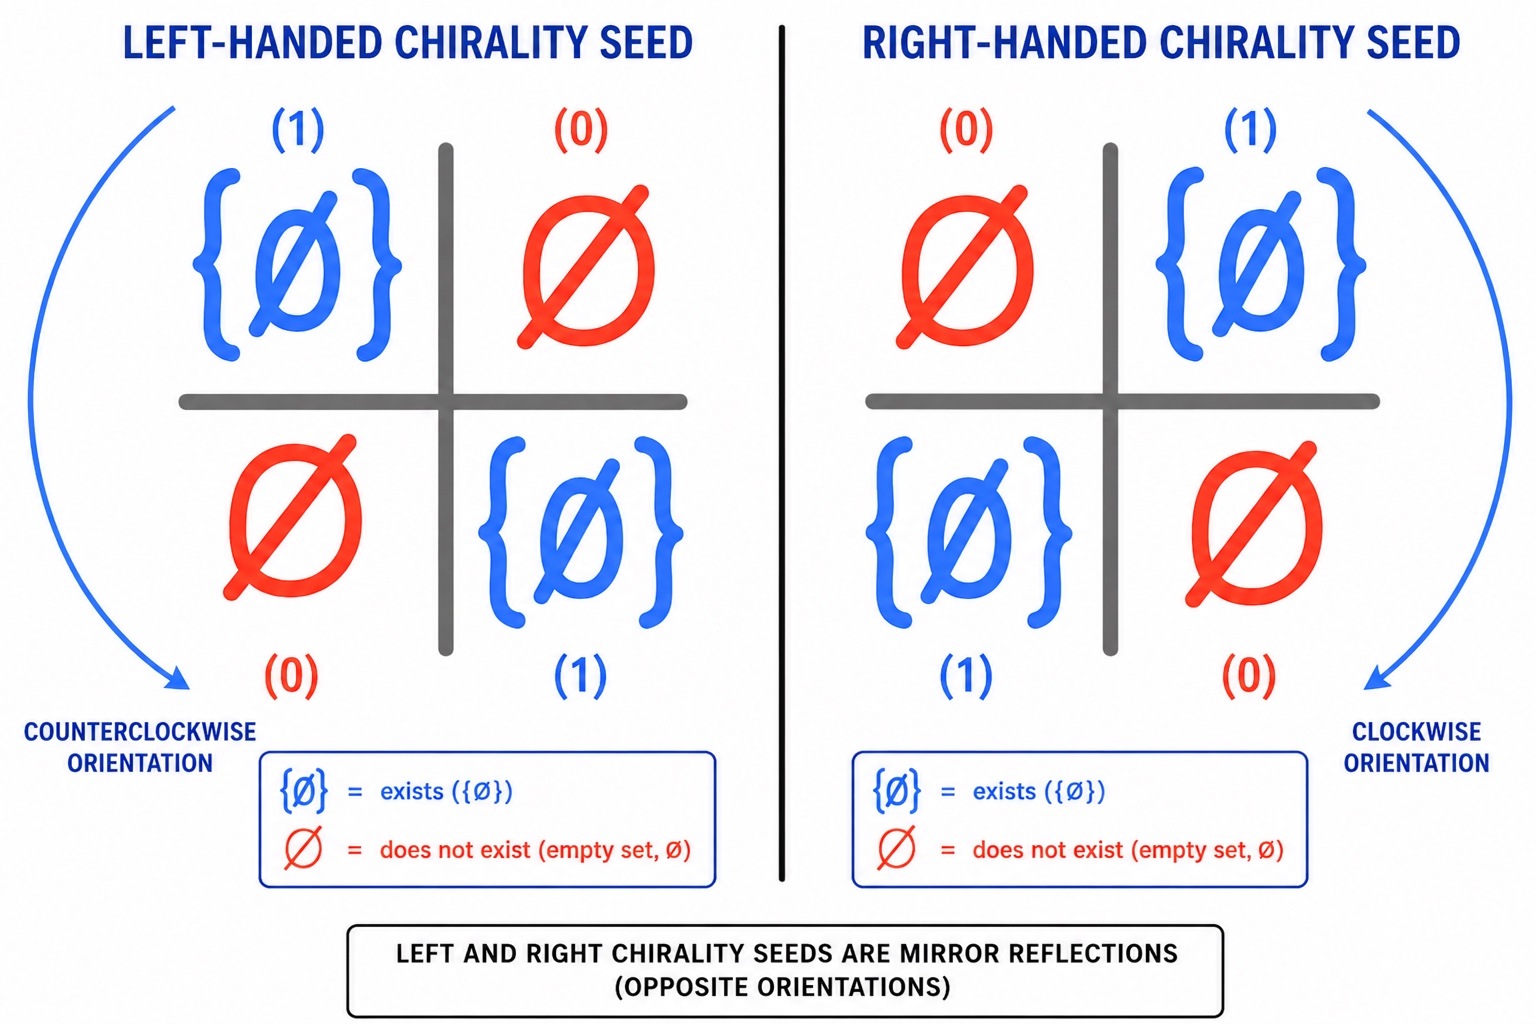 LEFT-HANDED CHIRALITY SEED
(1) (0)
{Ø} Ø
Ø {Ø}
(0) (1)
COUNTERCLOCKWISE
ORIENTATION
{Ø} = exists ({Ø})
Ø = does not exist (empty set, Ø)
RIGHT-HANDED CHIRALITY SEED
(0) (1)
Ø {Ø}
{Ø} Ø
(1) (0)
CLOCKWISE
ORIENTATION
{Ø} = exists ({Ø})
Ø = does not exist (empty set, Ø)
LEFT AND RIGHT CHIRALITY SEEDS ARE MIRROR REFLECTIONS
(OPPOSITE ORIENTATIONS)